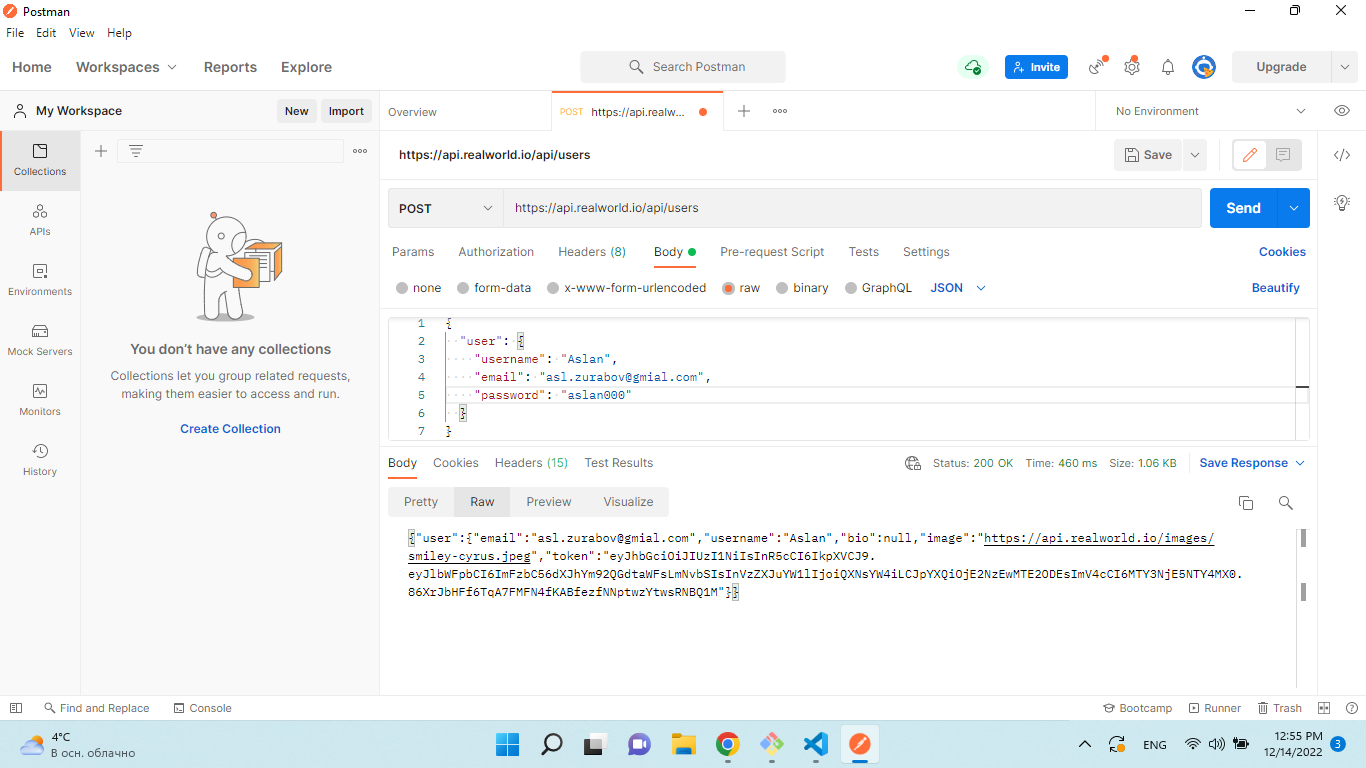 Postman
File Edit View Help
Home Workspaces Reports Explore Search Postman Invite Upgrade
My Workspace New Import Overview POST https://api.realw... No Environment
Collections
APIs
Environments
Mock Servers
Monitors
History
You don't have any collections
Collections let you group related requests,
making them easier to access and run.
Create Collection
https://api.realworld.io/api/users Save
POST https://api.realworld.io/api/users Send
Params Authorization Headers (8) Body Pre-request Script Tests Settings Cookies
none form-data x-www-form-urlencoded raw binary GraphQL JSON Beautify
1 {
2 "user": {
3 "username": "Aslan",
4 "email": "asl.zurabov@gmial.com",
5 "password": "aslan000"
6 }
7 }
Body Cookies Headers (15) Test Results Status: 200 OK Time: 460 ms Size: 1.06 KB Save Response
Pretty Raw Preview Visualize
{"user":{"email":"asl.zurabov@gmial.com","username":"Aslan","bio":null,"image":"https://api.realworld.io/images/
smiley-cyrus.jpeg","token":"eyJhbGciOiJIUzI1NiIsInR5cCI6IkpXVCJ9.
eyJlbWFpbCI6ImFzbC56dXJhYm92QGdtaWFsLmNvbSIsInVzZXJuYW1lIjoiQXNsYW4iLCJpYXQiOjE2NzEwMTE2ODEsImV4cCI6MTY3NjE5NTY4MX0.
86XrJbHFf6TqA7FMFN4fKABfezfNNptwzYtwsRNBQ1M"}}
Find and Replace Console Bootcamp Runner Trash
4°C
В осн. облачно
ENG
12:55 PM
12/14/2022 3